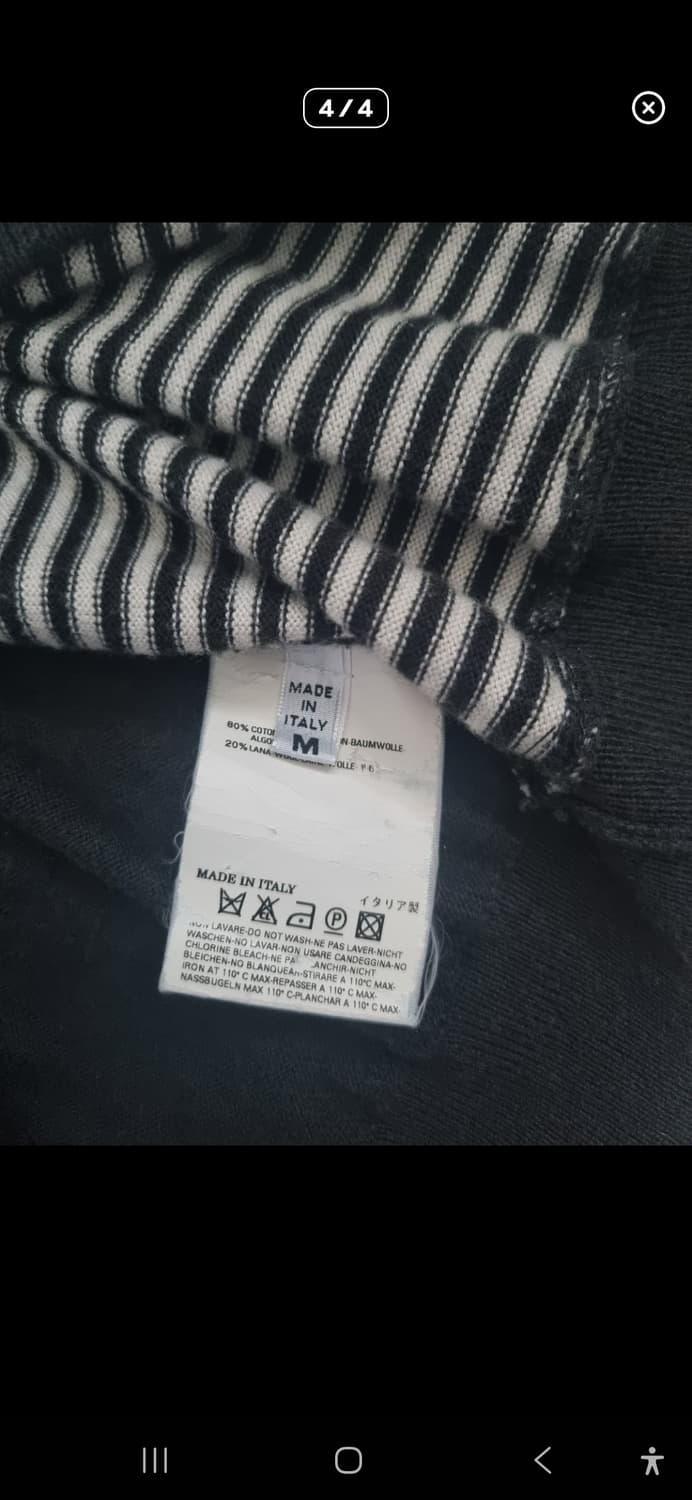 4/4
MADE
IN
ITALY
M
80% COTO
N-BAUMWOLLE
ALGO
20% LANA
OLLE
MADE IN ITALY
イタリア製
P
LAVARE-DO NOT WASH-NE PAS LAVER-NICHT
WASCHEN-NO LAVAR-NON USARE CANDEGGINA-NO
CHLORINE BLEACH-NE PA LANCHIR-NICHT
BLEICHEN-NO BLANQUEAR-STIRARE A 110°C MAX-
IRON AT 110° C MAX-REPASSER A 110° C MAX-
NASSBUGELN MAX 110° C-PLANCHAR A 110° C MAX-